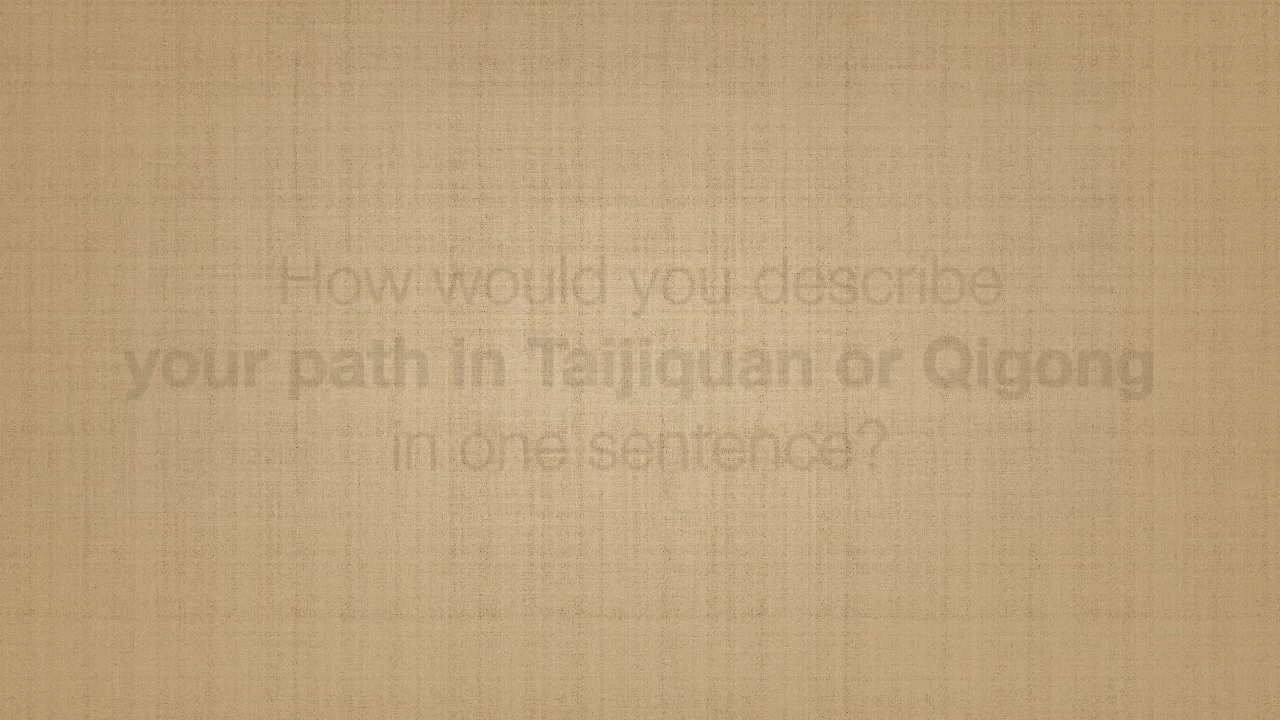 How would you describe
your path in Taijiquan or Qigong
in one sentence?